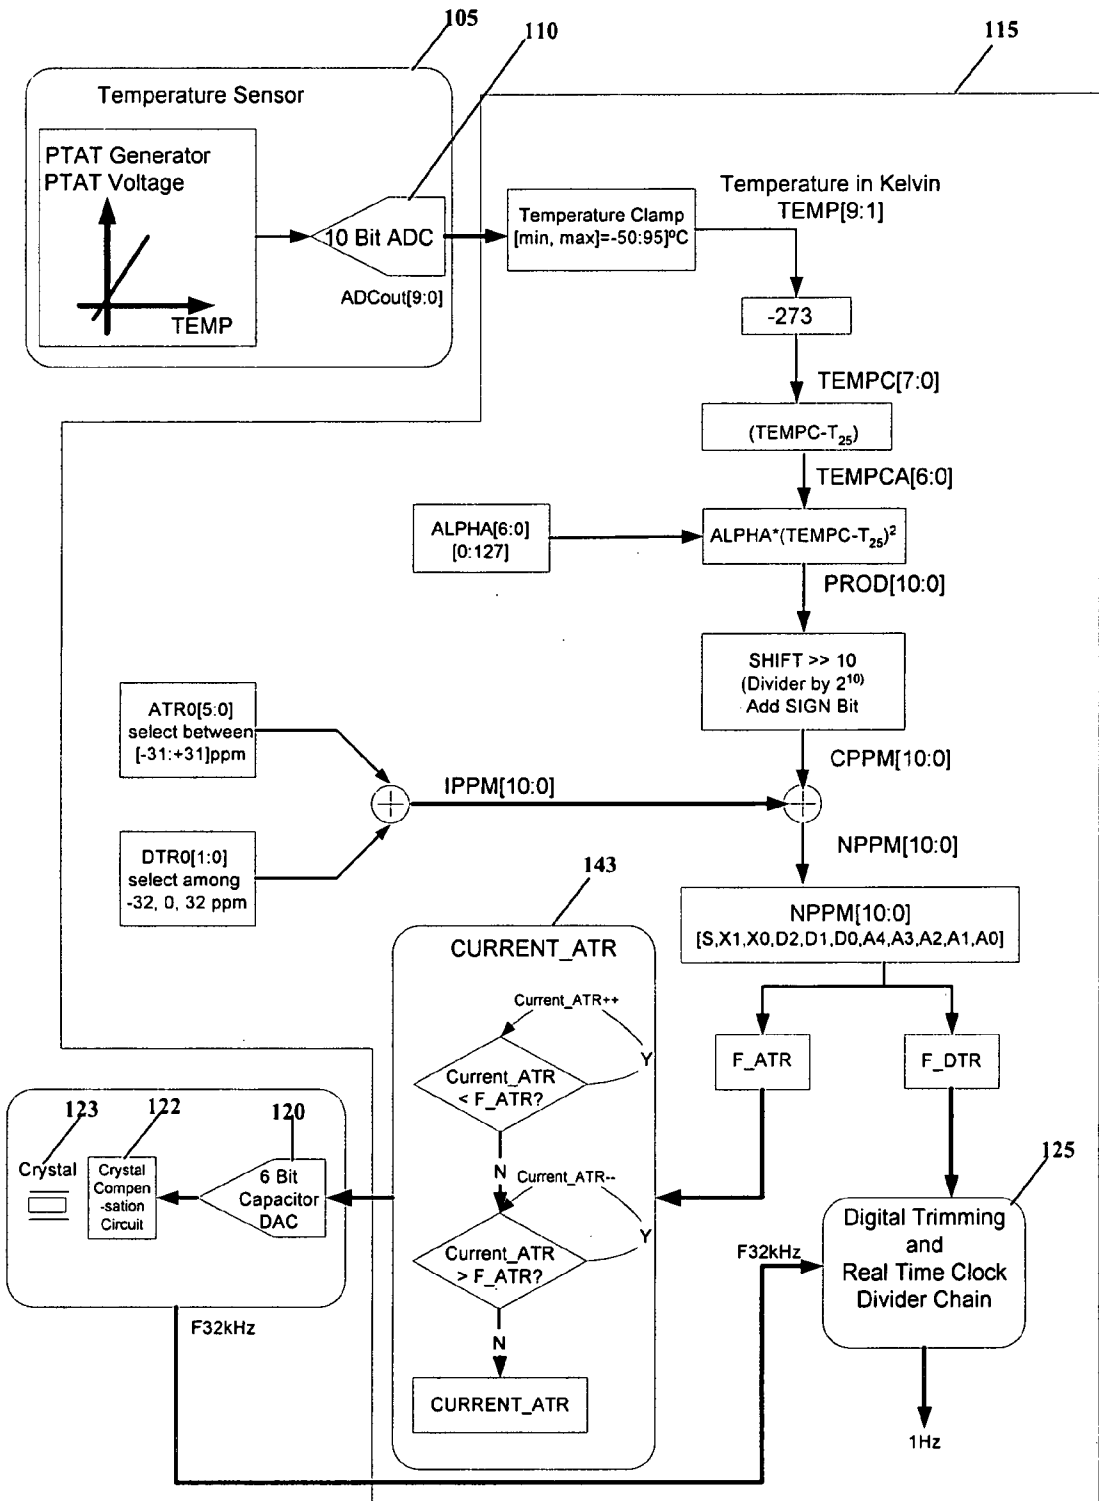 105
110
115
Temperature Sensor
PTAT Generator
PTAT Voltage
TEMP
10 Bit ADC
ADCout[9:0]
Temperature Clamp
[min, max]=-50:95]ºC
Temperature in Kelvin
TEMP[9:1]
-273
TEMPC[7:0]
(TEMPC-T25)
TEMPCA[6:0]
ALPHA[6:0]
[0:127]
ALPHA*(TEMPC-T25)2
PROD[10:0]
SHIFT >> 10
(Divider by 2^10)
Add SIGN Bit
ATR0[5:0]
select between
[-31:+31]ppm
CPPM[10:0]
IPPM[10:0]
DTR0[1:0]
select among
-32, 0, 32 ppm
NPPM[10:0]
143
NPPM[10:0]
[S,X1,X0,D2,D1,D0,A4,A3,A2,A1,A0]
CURRENT_ATR
Current_ATR++
Y
Current_ATR
< F_ATR?
F_ATR
F_DTR
N
Current_ATR--
Y
Current_ATR
> F_ATR?
N
CURRENT_ATR
123
122
120
Crystal
Crystal
Compen
-sation
Circuit
6 Bit
Capacitor
DAC
125
Digital Trimming
and
Real Time Clock
Divider Chain
F32kHz
F32kHz
1Hz